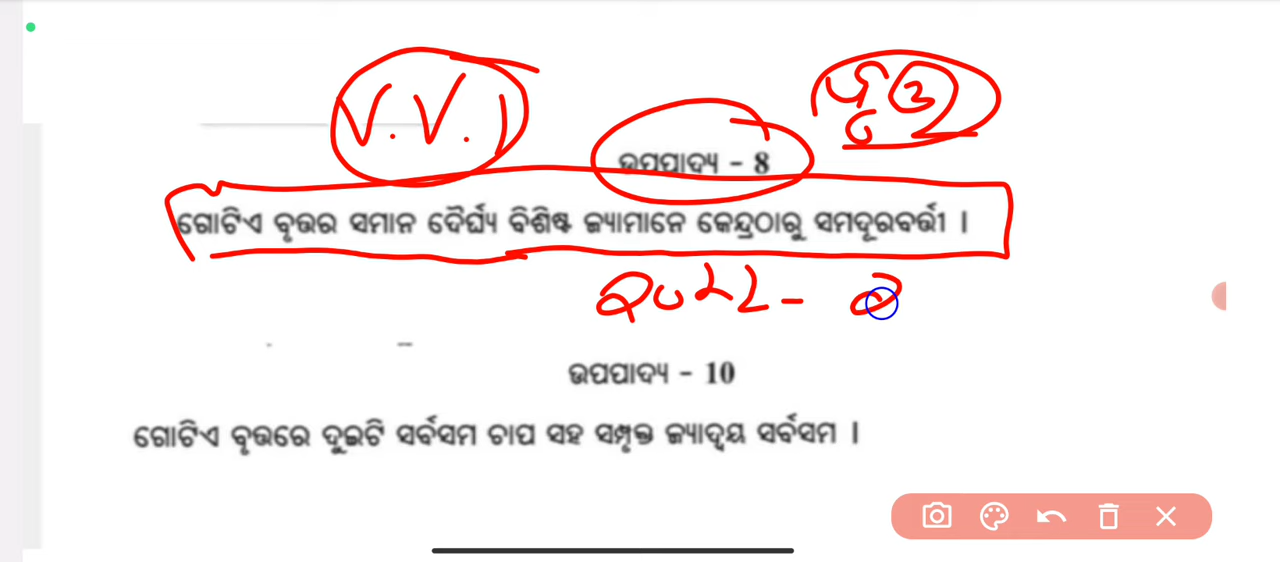 V.V.I
ଉପପାଦ୍ୟ - 8
ଗୋଟିଏ ବୃତ୍ତର ସମାନ ଦୈର୍ଘ୍ୟ ବିଶିଷ୍ଟ ଜ୍ୟାମାନେ କେନ୍ଦ୍ରଠାରୁ ସମଦୂରବର୍ତ୍ତୀ ।
ଉପପାଦ୍ୟ - 10
ଗୋଟିଏ ବୃତ୍ତରେ ଦୁଇଟି ସର୍ବସମ ଚାପ ସହ ସମ୍ପୃକ୍ତ ଜ୍ୟାଦ୍ୱୟ ସର୍ବସମ ।